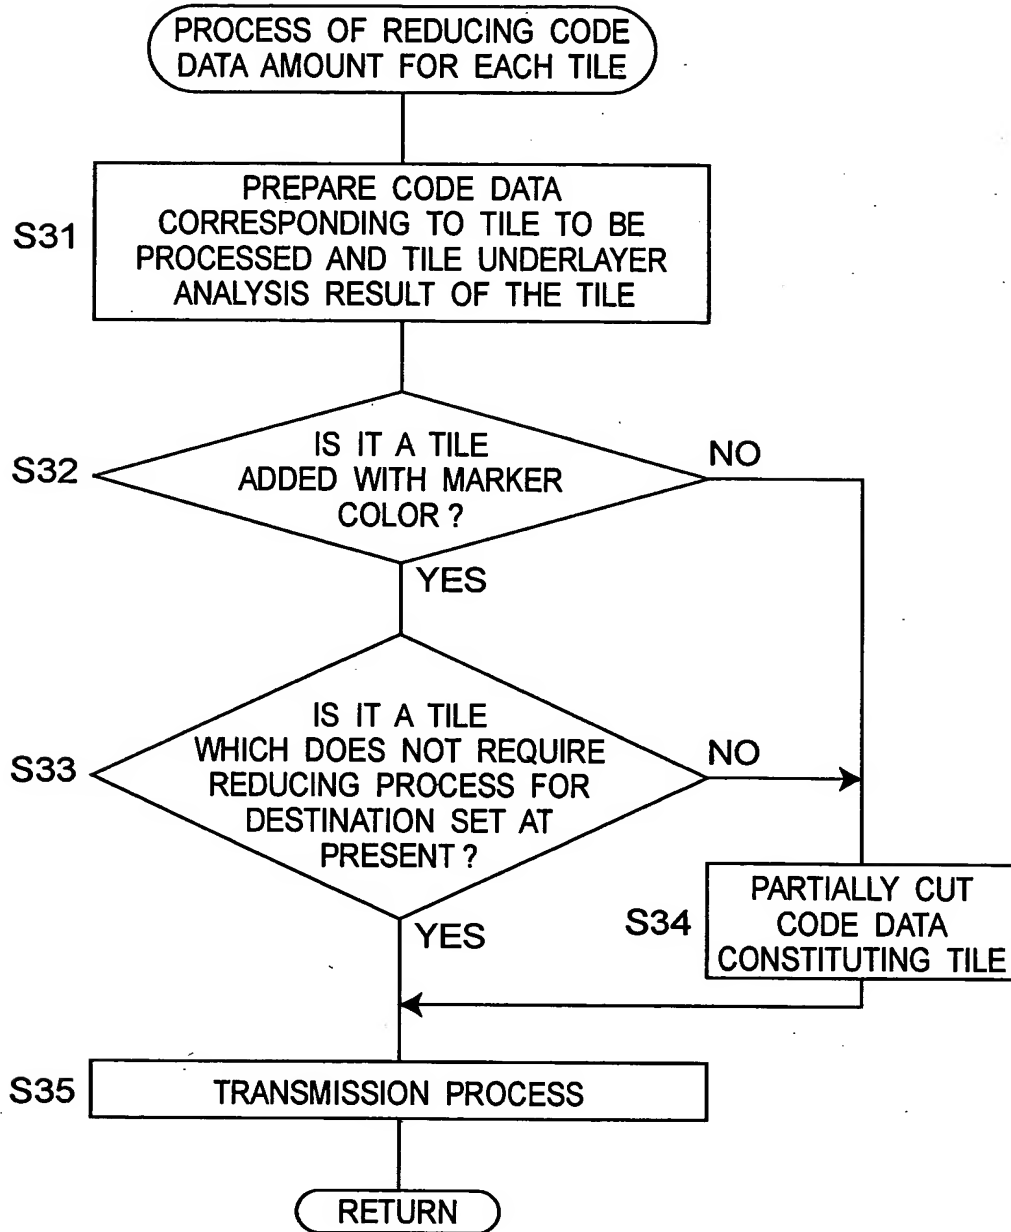 PROCESS OF REDUCING CODE
DATA AMOUNT FOR EACH TILE
S31
PREPARE CODE DATA
CORRESPONDING TO TILE TO BE
PROCESSED AND TILE UNDERLAYER
ANALYSIS RESULT OF THE TILE
S32
IS IT A TILE
ADDED WITH MARKER
COLOR ?
NO
YES
S33
IS IT A TILE
WHICH DOES NOT REQUIRE
REDUCING PROCESS FOR
DESTINATION SET AT
PRESENT ?
NO
YES
S34
PARTIALLY CUT
CODE DATA
CONSTITUTING TILE
S35
TRANSMISSION PROCESS
RETURN